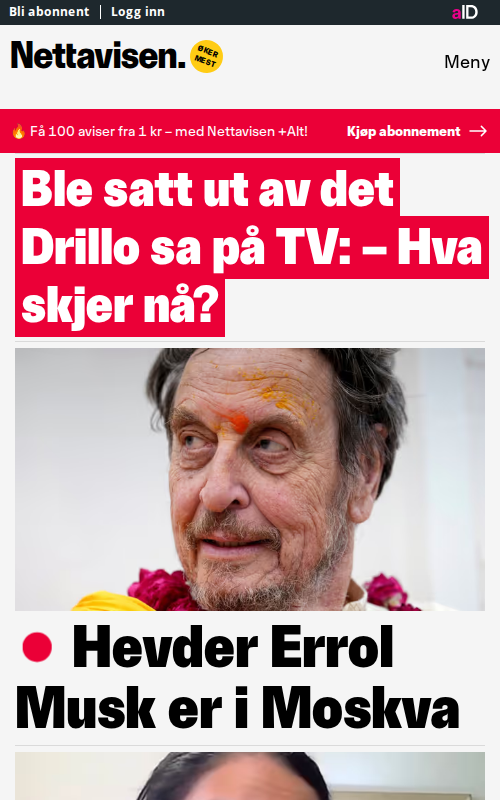 Bli abonnent
Logg inn
aID
Nettavisen.
ØKER
MEST
Meny
🔥 Få 100 aviser fra 1 kr – med Nettavisen +Alt!
Kjøp abonnement →
Ble satt ut av det
Drillo sa på TV: – Hva
skjer nå?
Hevder Errol
Musk er i Moskva